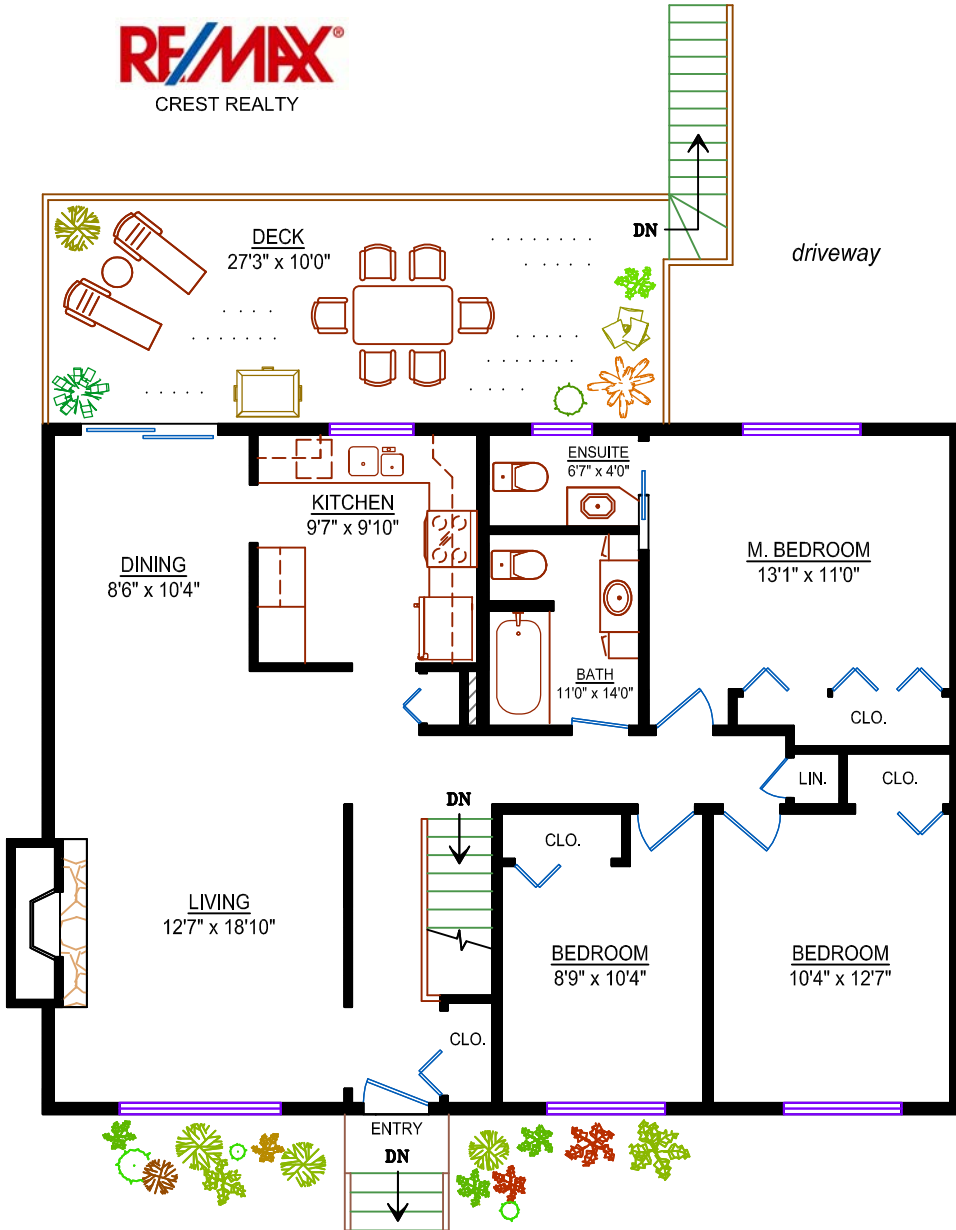 RE/MAX®
CREST REALTY
DN
driveway
DECK
27'3" x 10'0"
ENSUITE
6'7" x 4'0"
KITCHEN
9'7" x 9'10"
DINING
8'6" x 10'4"
M. BEDROOM
13'1" x 11'0"
BATH
11'0" x 14'0"
CLO.
LIN.
CLO.
DN
CLO.
LIVING
12'7" x 18'10"
BEDROOM
8'9" x 10'4"
BEDROOM
10'4" x 12'7"
CLO.
ENTRY
DN